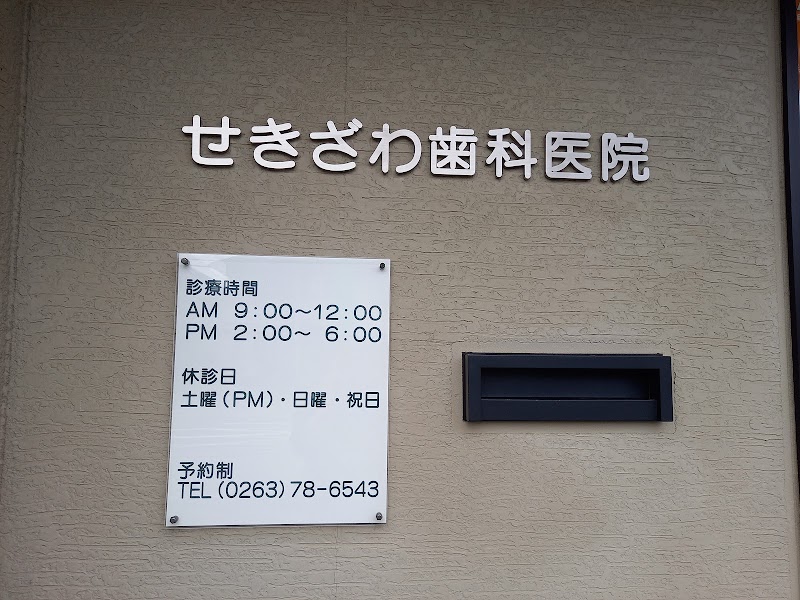 せきざわ歯科医院
診療時間
AM 9:00～12:00
PM 2:00～ 6:00
休診日
土曜(PM)・日曜・祝日
予約制
TEL(0263)78-6543